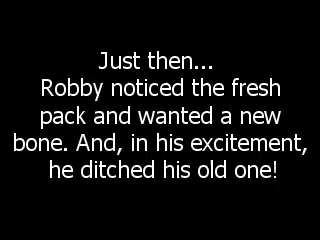 Just then...
Robby noticed the fresh
pack and wanted a new
bone. And, in his excitement,
he ditched his old one!